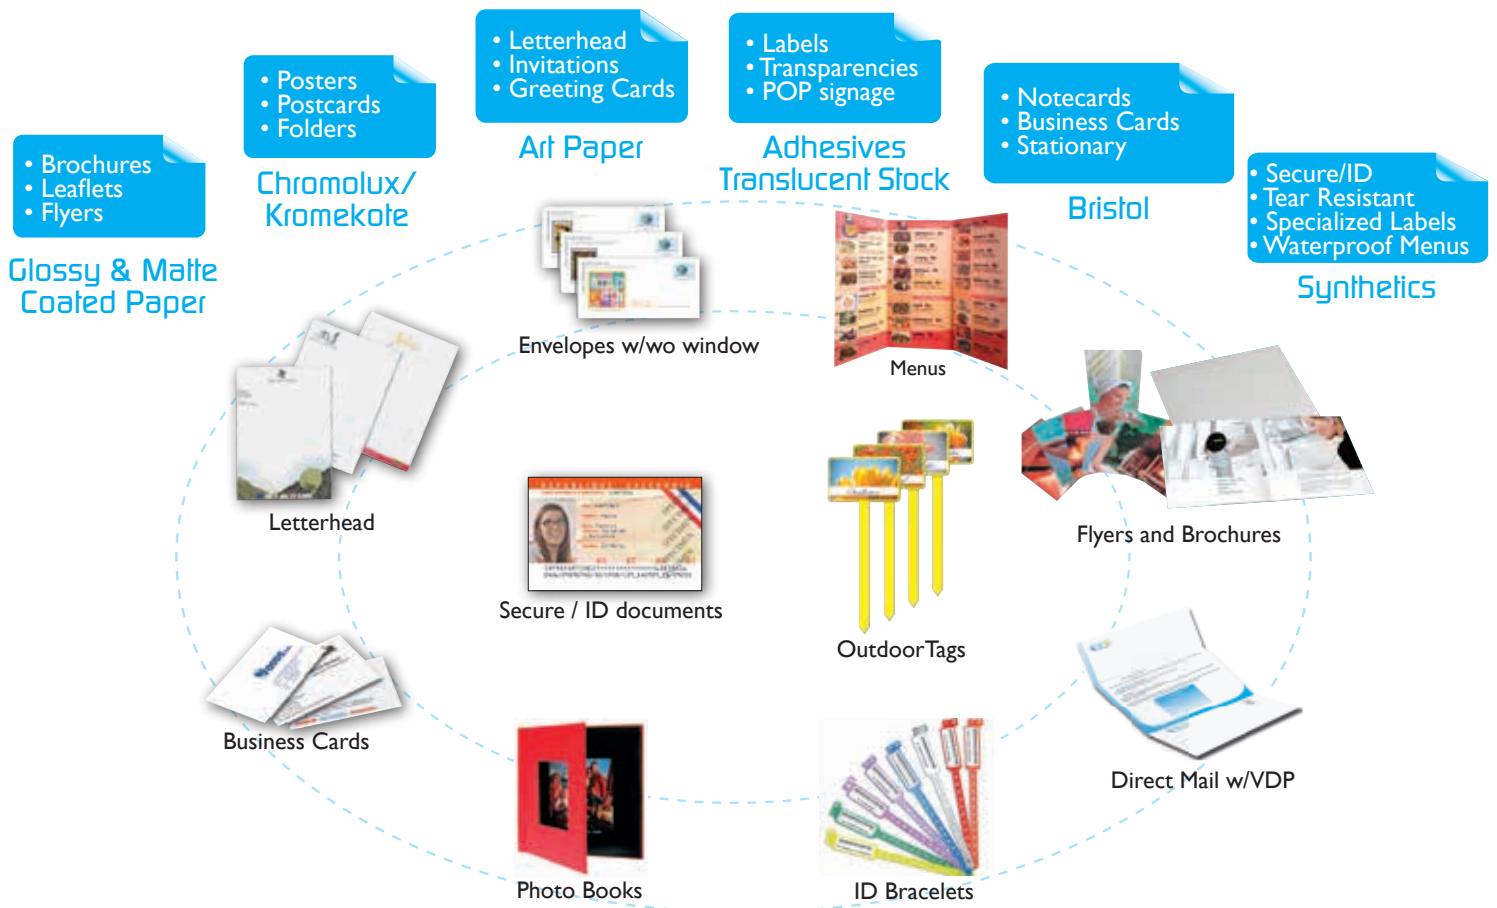 • Letterhead
• Invitations
• Greeting Cards
Art Paper
• Labels
• Transparencies
• POP signage
Adhesives
Translucent Stock
• Posters
• Postcards
• Folders
Chromolux/
Kromekote
• Notecards
• Business Cards
• Stationary
Bristol
• Brochures
• Leaflets
• Flyers
Glossy & Matte
Coated Paper
• Secure/ID
• Tear Resistant
• Specialized Labels
• Waterproof Menus
Synthetics
Envelopes w/wo window
Menus
Letterhead
Flyers and Brochures
Secure / ID documents
OutdoorTags
Business Cards
Direct Mail w/VDP
Photo Books
ID Bracelets
SPECIMEN